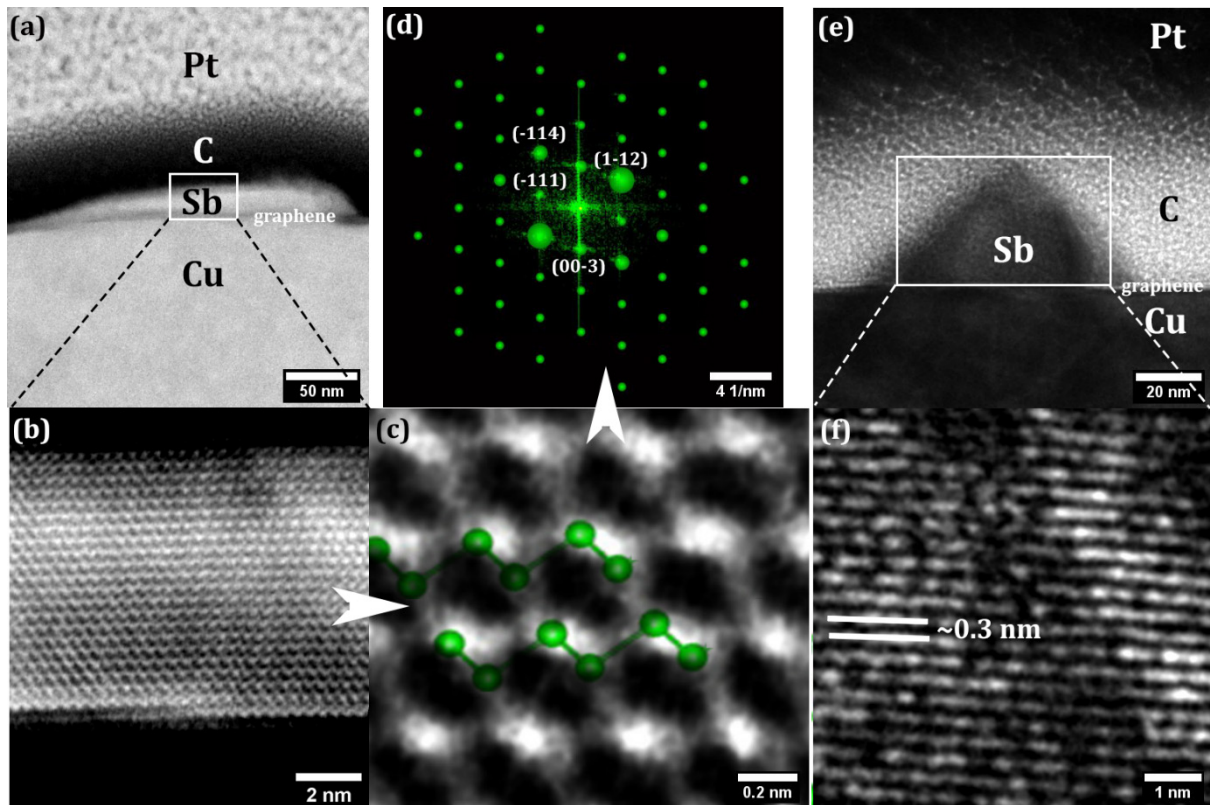 (a)
Pt
C
Sb
graphene
Cu
50 nm
(d)
(-114)
(1-12)
(-111)
(00-3)
4 1/nm
(e)
Pt
C
Sb
graphene
Cu
20 nm
(b)
2 nm
(c)
0.2 nm
(f)
~0.3 nm
1 nm